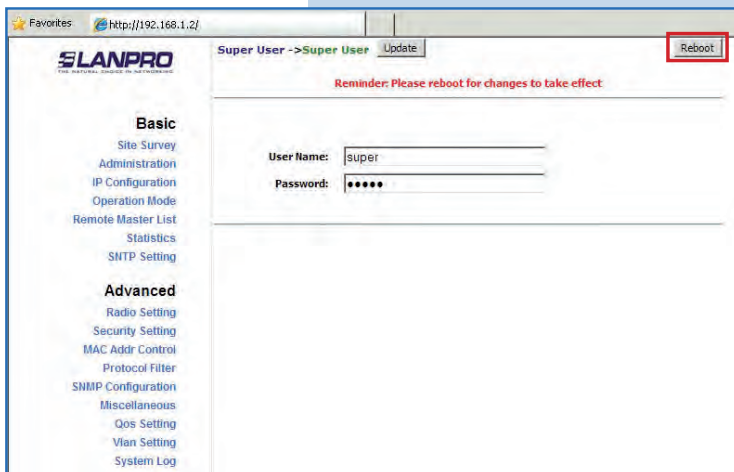 Favorites http://192.168.1.2/
LANPRO
THE NATURAL CHOICE IN NETWORKING
Super User ->Super User Update Reboot
Reminder: Please reboot for changes to take effect
Basic
Site Survey
Administration
IP Configuration
Operation Mode
Remote Master List
Statistics
SNTP Setting
User Name: super
Password: •••••
Advanced
Radio Setting
Security Setting
MAC Addr Control
Protocol Filter
SNMP Configuration
Miscellaneous
Qos Setting
Vlan Setting
System Log